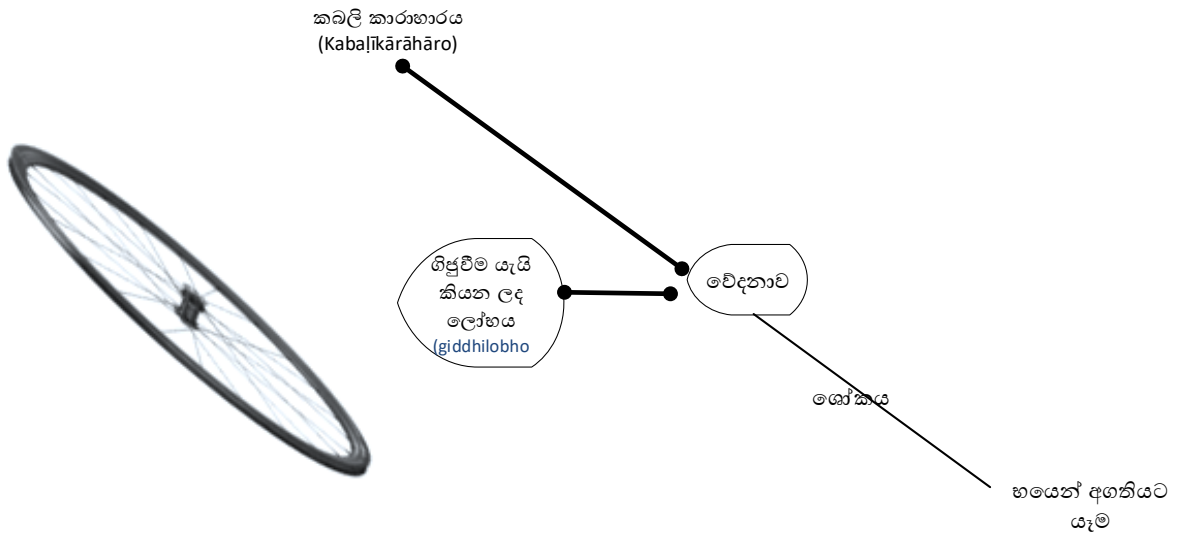 කබලි කාරාහාරය
(Kabaḷīkārāhāro)
ගිජුවීම යැයි
කියන ලද
ලෝභය
(giddhilobho
වේදනාව
ශෝකය
භයෙන් අගතියට
යෑම